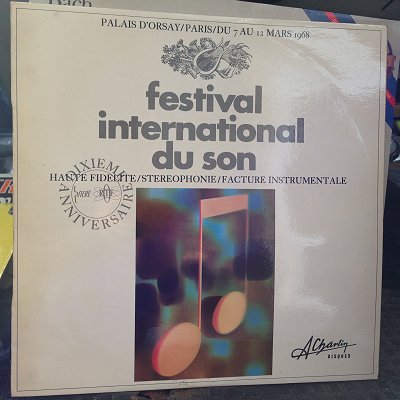 Bach
PALAIS D'ORSAY/PARIS/DU 7 AU 12 MARS 1968
festival
international
du son
DIXIEME ANNIVERSAIRE
HAUTE FIDELITE/STEREOPHONIE/FACTURE INSTRUMENTALE
A Charlin
DISQUES